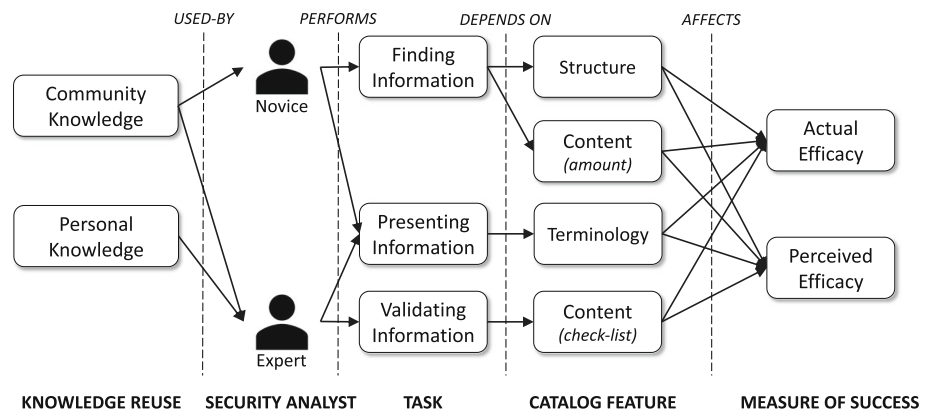 USED-BY
PERFORMS
DEPENDS ON
AFFECTS
Community
Knowledge
Personal
Knowledge
Novice
Expert
Finding
Information
Presenting
Information
Validating
Information
Structure
Content
(amount)
Terminology
Content
(check-list)
Actual
Efficacy
Perceived
Efficacy
KNOWLEDGE REUSE
SECURITY ANALYST
TASK
CATALOG FEATURE
MEASURE OF SUCCESS